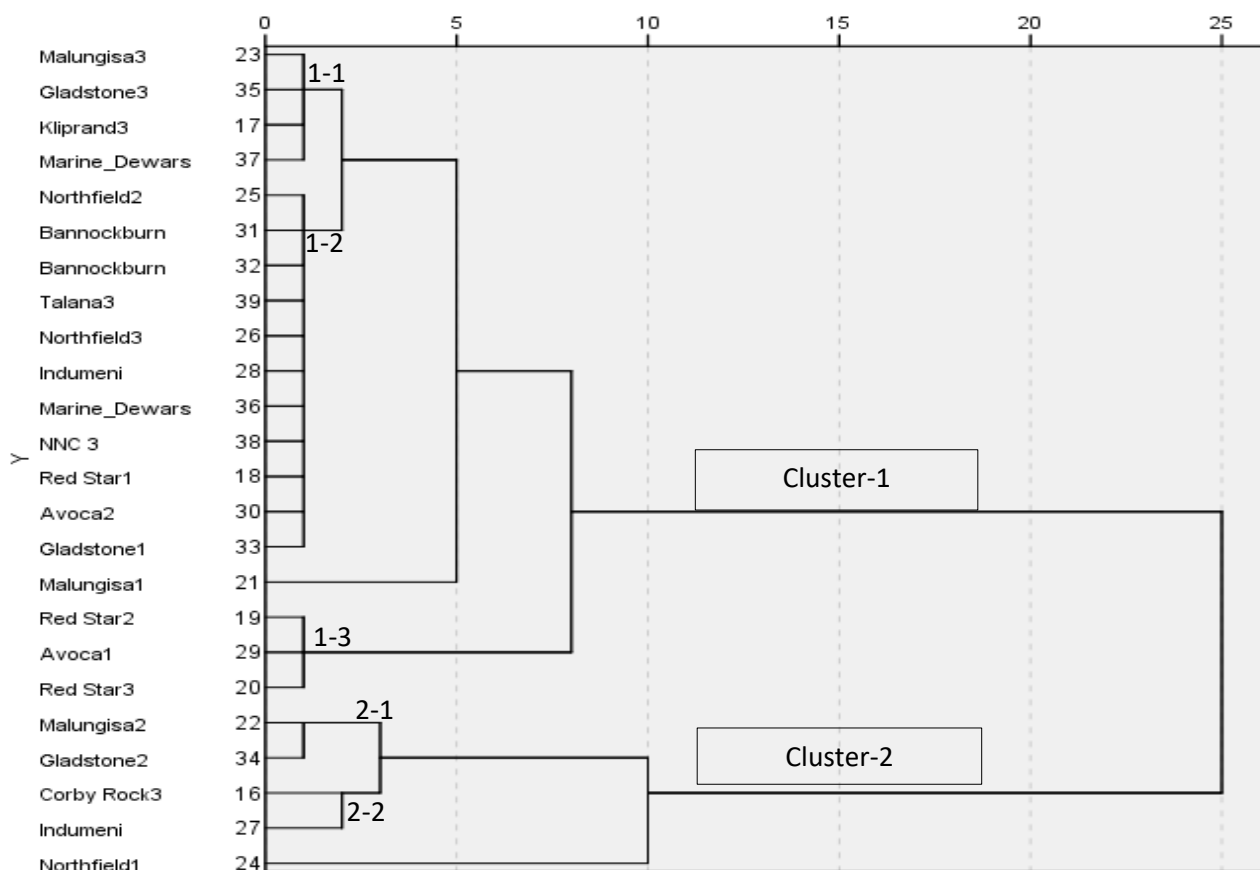 0 5 10 15 20 25
Malungisa3 23
1-1
Gladstone3 35
Kliprand3 17
Marine_Dewars 37
Northfield2 25
Bannockburn 31
1-2
Bannockburn 32
Talana3 39
Northfield3 26
Indumeni 28
Marine_Dewars 36
NNC 3 38
Y
Red Star1 18
Cluster-1
Avoca2 30
Gladstone1 33
Malungisa1 21
Red Star2 19
1-3
Avoca1 29
Red Star3 20
2-1
Malungisa2 22
Gladstone2 34
Cluster-2
Corby Rock3 16
2-2
Indumeni 27
Northfield1 24